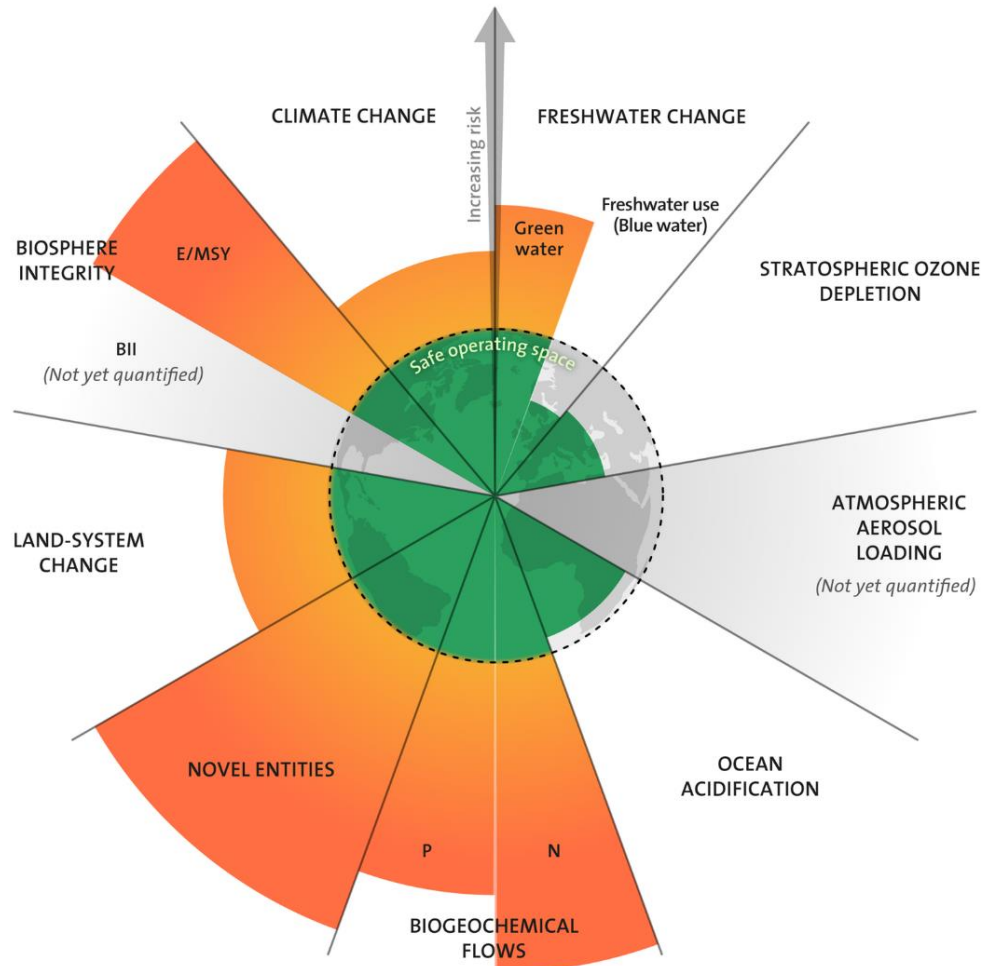 CLIMATE CHANGE
Increasing risk
FRESHWATER CHANGE
Green
water
Freshwater use
(Blue water)
STRATOSPHERIC OZONE
DEPLETION
BIOSPHERE
INTEGRITY
E/MSY
BII
(Not yet quantified)
Safe operating space
ATMOSPHERIC
AEROSOL
LOADING
(Not yet quantified)
LAND-SYSTEM
CHANGE
NOVEL ENTITIES
OCEAN
ACIDIFICATION
P
N
BIOGEOCHEMICAL
FLOWS